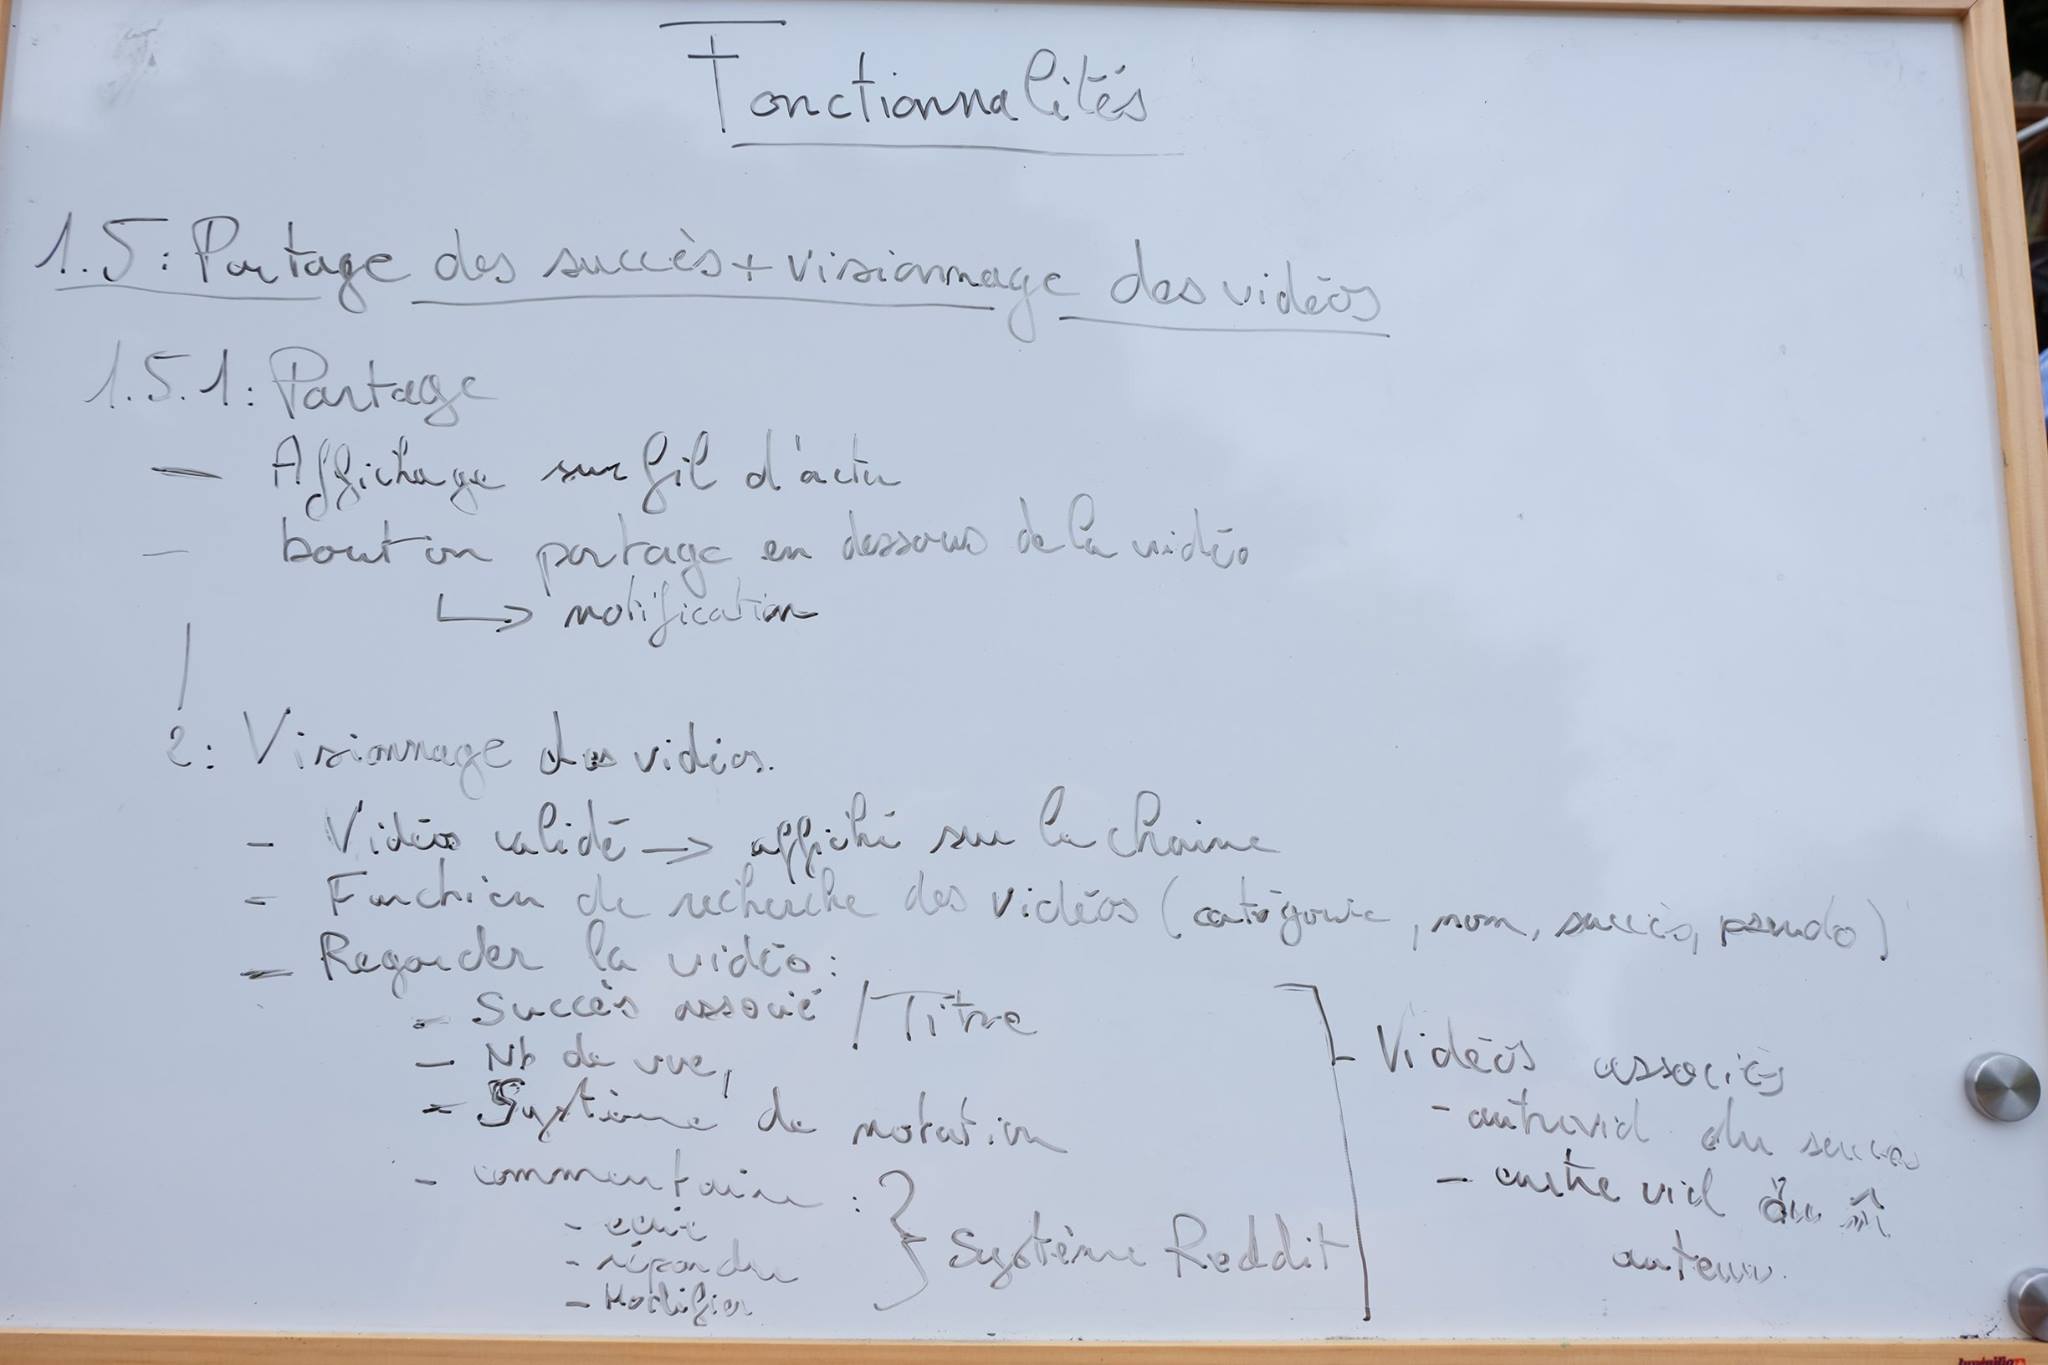 Fonctionnalités
1.5: Partage des succès + visionnage des vidéos
1.5.1: Partage
- Affichage sur fil d'actu
- bouton partage en dessous de la vidéo
↳ notification
2: Visionnage des vidéos.
- Vidéo validé -> affiché sur la chaine
- Fonction de recherche des vidéos (catégorie, nom, succès, pseudo)
- Regarder la vidéo:
- Succès associé / Titre
- Nb de vue,
- Système de notation
- commentaire :
- ecrir
- répondre
- Modifier
} Système Reddit
- Vidéos associés
- autre vid du succès
- autre vid du m̂
auteur.